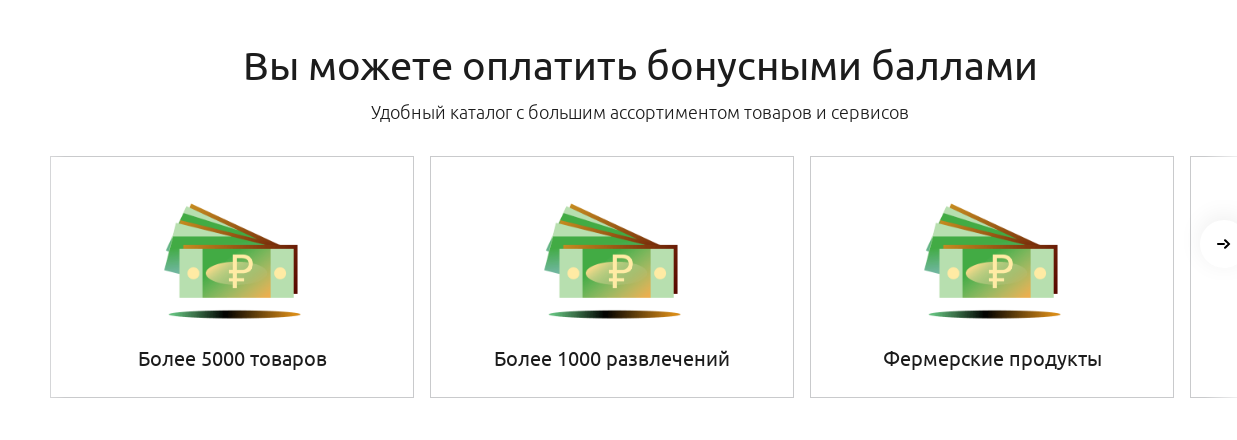 Вы можете оплатить бонусными баллами
Удобный каталог с большим ассортиментом товаров и сервисов
₽
₽
₽
Более 5000 товаров
Более 1000 развлечений
Фермерские продукты